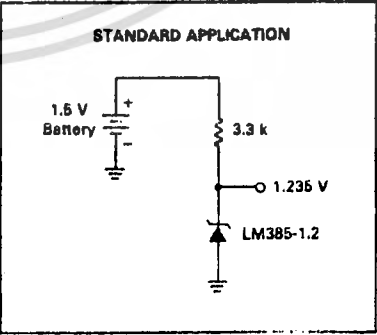 STANDARD APPLICATION
1.5 V
Battery
+
3.3 k
−
1.235 V
LM385-1.2